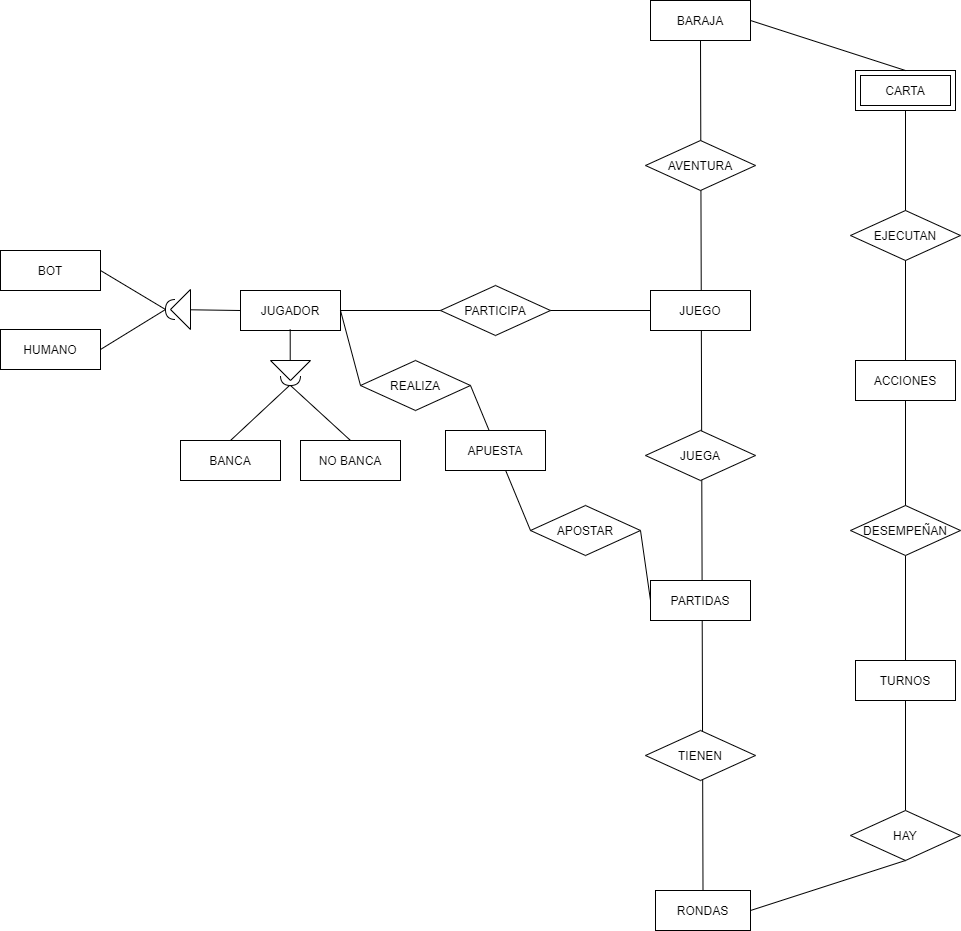 BARAJA
CARTA
AVENTURA
EJECUTAN
BOT
JUGADOR
PARTICIPA
JUEGO
HUMANO
REALIZA
ACCIONES
BANCA
NO BANCA
APUESTA
JUEGA
APOSTAR
DESEMPEÑAN
PARTIDAS
TURNOS
TIENEN
HAY
RONDAS